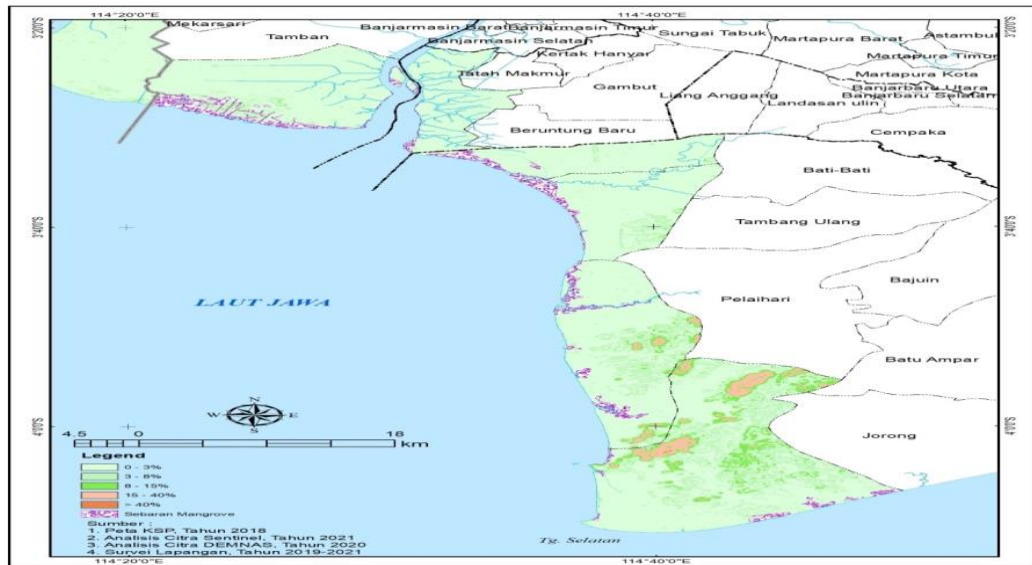 114°20'0"E 114°40'0"E
3°20'0"S 3°20'0"S
Mekarsari
Tamban
Banjarmasin Barat
Banjarmasin Timur
Banjarmasin Selatan
Kertak Hanyar
Sungai Tabuk
Martapura Barat
Astambul
Martapura Timur
Tatah Makmur
Martapura Kota
Gambut
Liang Anggang
Banjarbaru Utara
Banjarbaru Selatan
Landasan ulin
Beruntung Baru
Cempaka
Bati-Bati
Tambang Ulang
3°40'0"S 3°40'0"S
Bajuin
Pelaihari
LAUT JAWA
Batu Ampar
N
W E
S
4°0'0"S 4°0'0"S
Jorong
4.5 0 18
km
Legend
0 - 3%
3 - 8%
8 - 15%
15 - 40%
> 40%
Sebaran Mangrove
Sumber :
1. Peta KSP, Tahun 2018
2. Analisis Citra Sentinel, Tahun 2021
3. Analisis Citra DEMNAS, Tahun 2020
4. Survei Lapangan, Tahun 2019-2021
Tg. Selatan
114°20'0"E 114°40'0"E